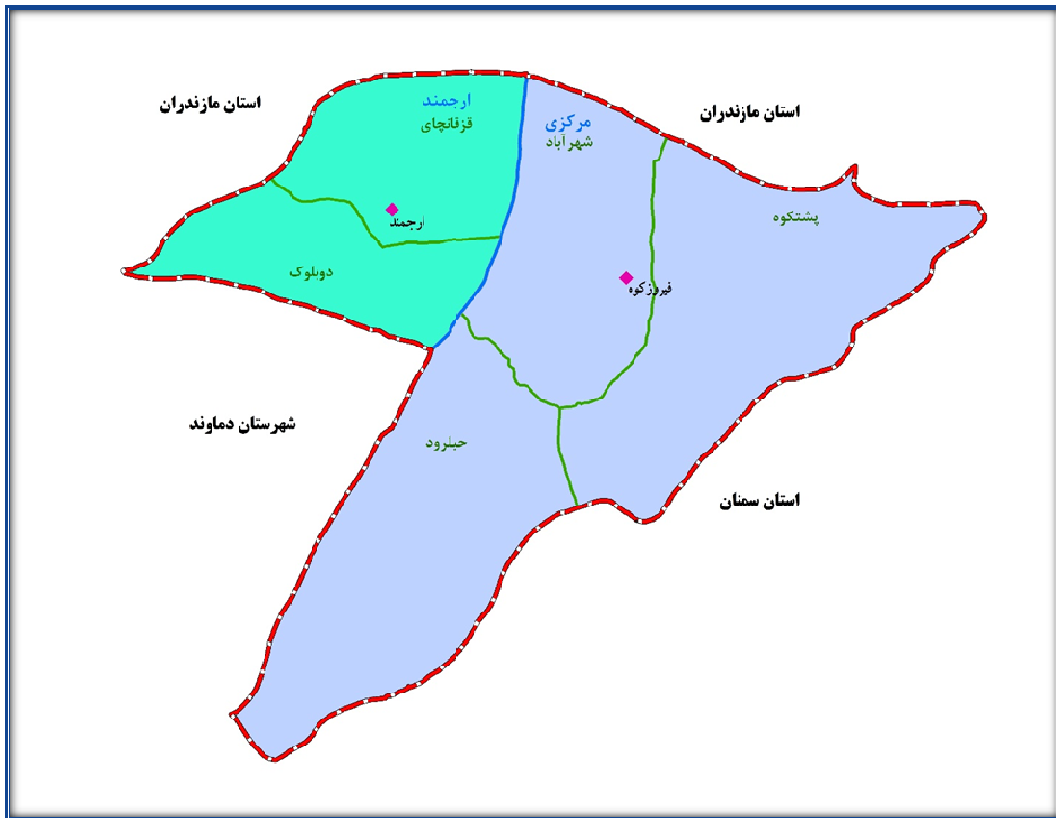 استان مازندران
استان مازندران
ارجمند
قزقانچای
مرکزی
شهرآباد
پشتکوه
ارجمند
دوبلوک
فیروزکوه
شهرستان دماوند
حبلرود
استان سمنان